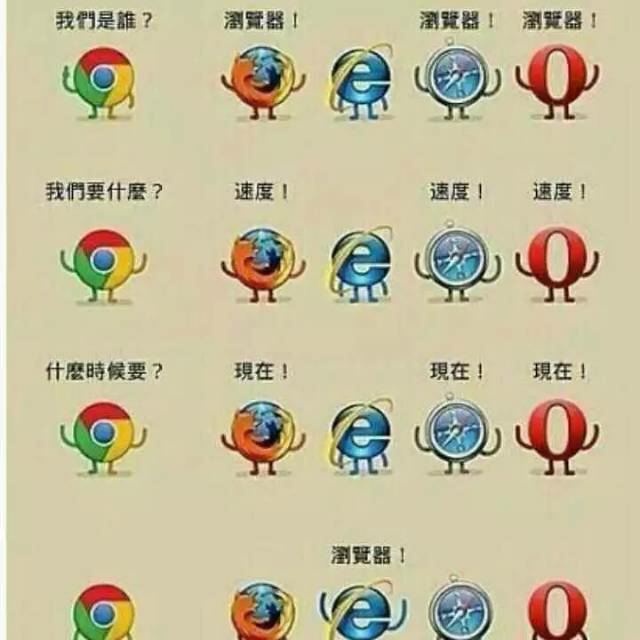 我們是誰？ 瀏覽器！ 瀏覽器！ 瀏覽器！
我們要什麼？ 速度！ 速度！ 速度！
什麼時候要？ 現在！ 現在！ 現在！
瀏覽器！